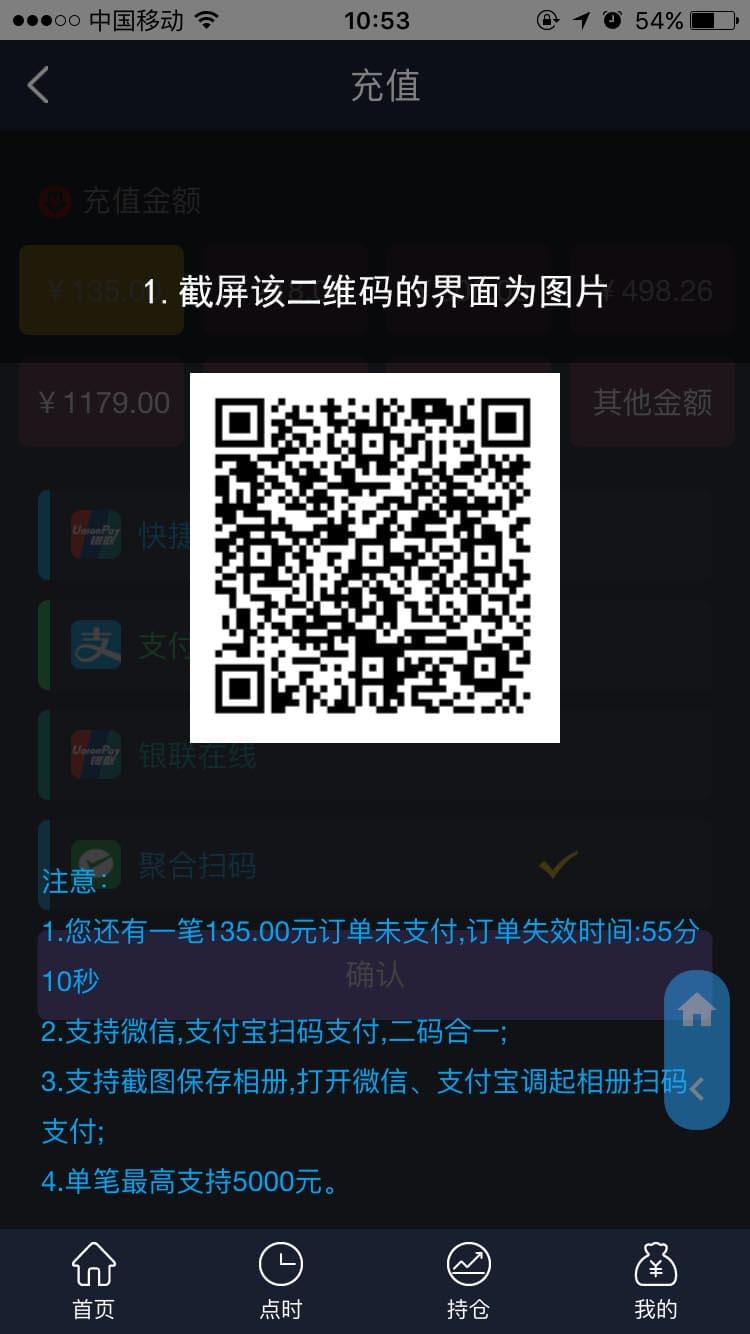 中国移动 10:53 54%
充值
充值金额
¥135.0
¥498.26
1.截屏该二维码的界面为图片
¥1179.00
其他金额
UnionPay 银联 快捷
支 支付
UnionPay 银联 银联在线
聚合扫码
注意:
1.您还有一笔135.00元订单未支付,订单失效时间:55分
10秒
确认
2.支持微信,支付宝扫码支付,二码合一;
3.支持截图保存相册,打开微信、支付宝调起相册扫码
支付;
4.单笔最高支持5000元。
首页 点时 持仓 我的